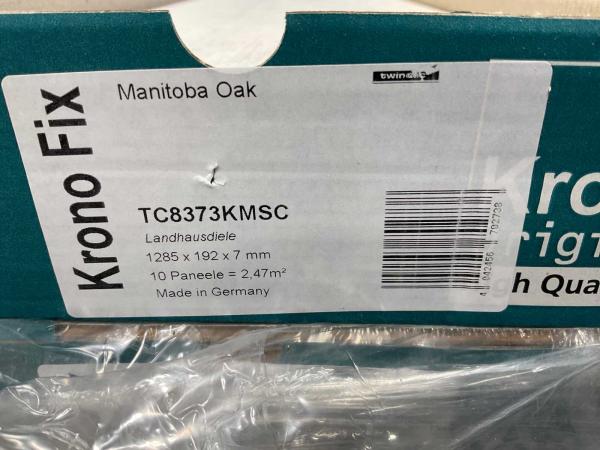 Krono Fix
Manitoba Oak
TC8373KMSC
Landhausdiele
1285 x 192 x 7 mm
10 Paneele = 2,47m²
Made in Germany